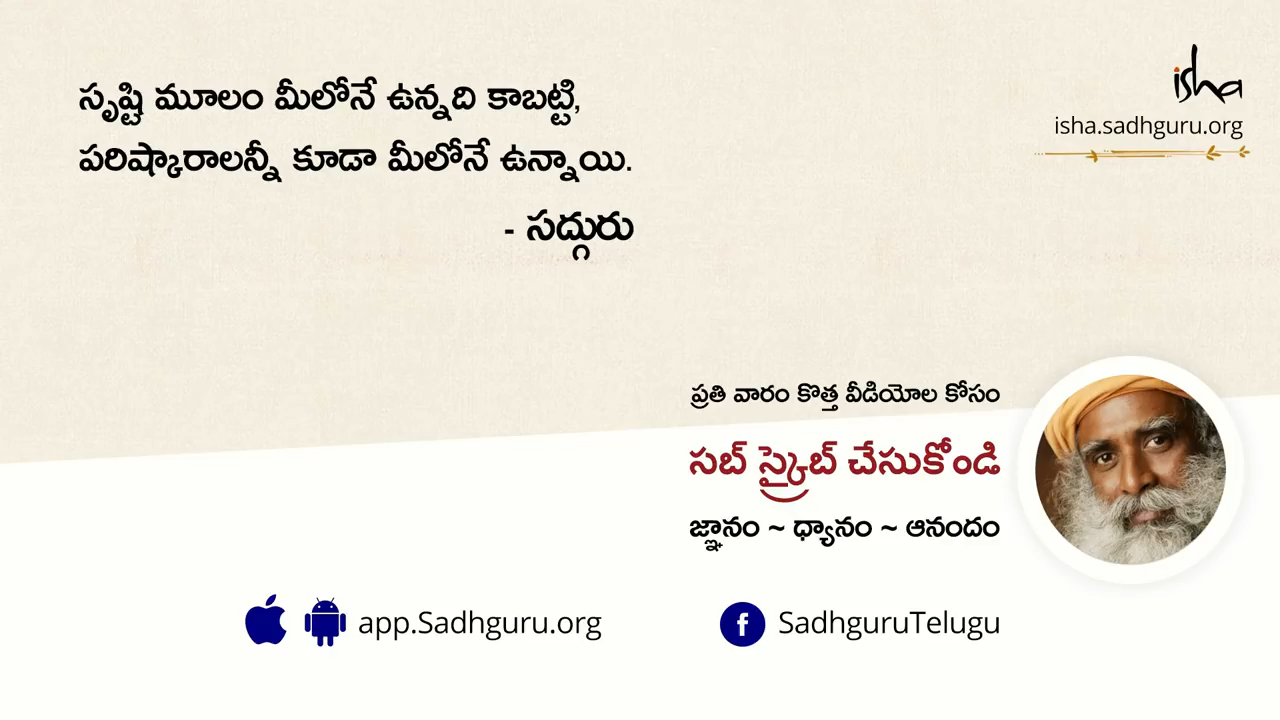 సృష్టి మూలం మీలోనే ఉన్నది కాబట్టి,
పరిష్కారాలన్నీ కూడా మీలోనే ఉన్నాయి.
- సద్గురు
isha
isha.sadhguru.org
ప్రతి వారం కొత్త వీడియోల కోసం
సబ్ స్క్రైబ్ చేసుకోండి
జ్ఞానం ~ ధ్యానం ~ ఆనందం
app.Sadhguru.org
f SadhguruTelugu